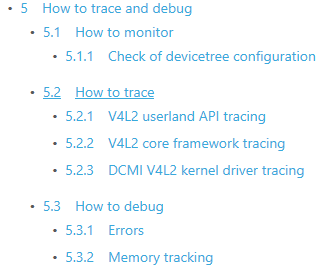 • 5 How to trace and debug
• 5.1 How to monitor
• 5.1.1 Check of devicetree configuration
• 5.2 How to trace
• 5.2.1 V4L2 userland API tracing
• 5.2.2 V4L2 core framework tracing
• 5.2.3 DCMI V4L2 kernel driver tracing
• 5.3 How to debug
• 5.3.1 Errors
• 5.3.2 Memory tracking